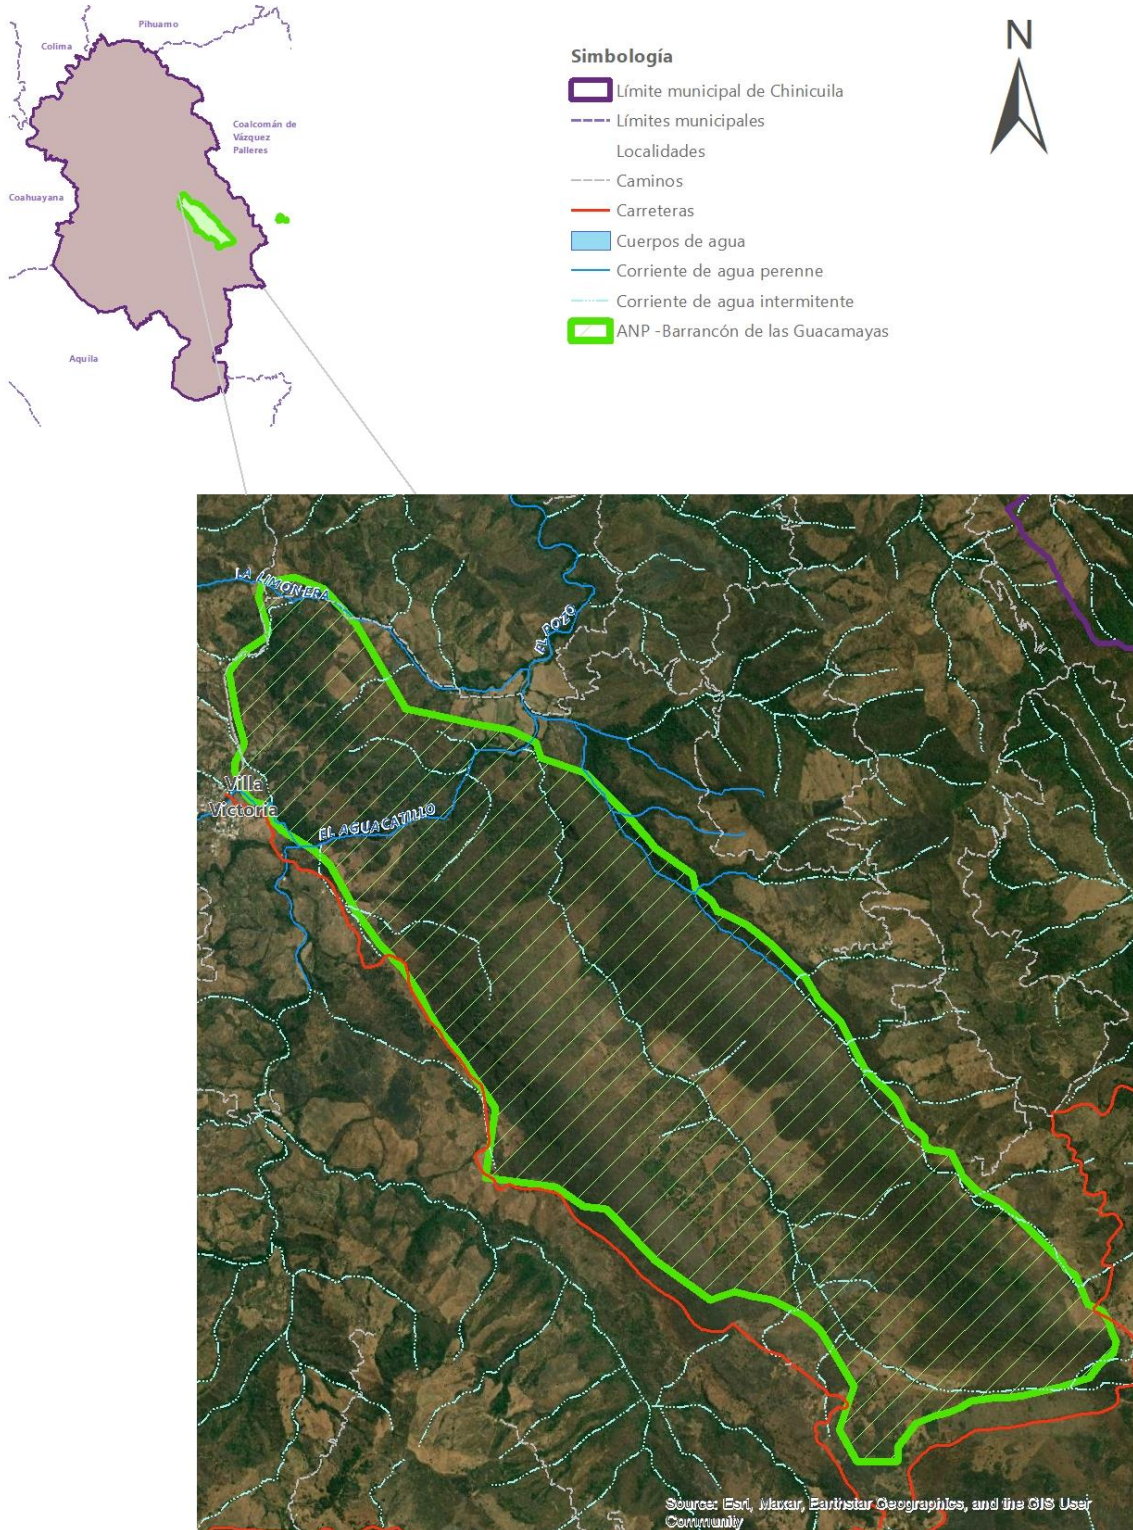 Pihuamo
Colima
Coalcomán de
Vázquez
Palleres
Coahuayana
Aquila
Simbología
Límite municipal de Chinicuila
Límites municipales
Localidades
Caminos
Carreteras
Cuerpos de agua
Corriente de agua perenne
Corriente de agua intermitente
ANP -Barrancón de las Guacamayas
N
LA LIMONERA
EL POZO
Villa
Victoria
EL AGUACATILLO
Source: Esri, Maxar, Earthstar Geographics, and the GIS User
Community